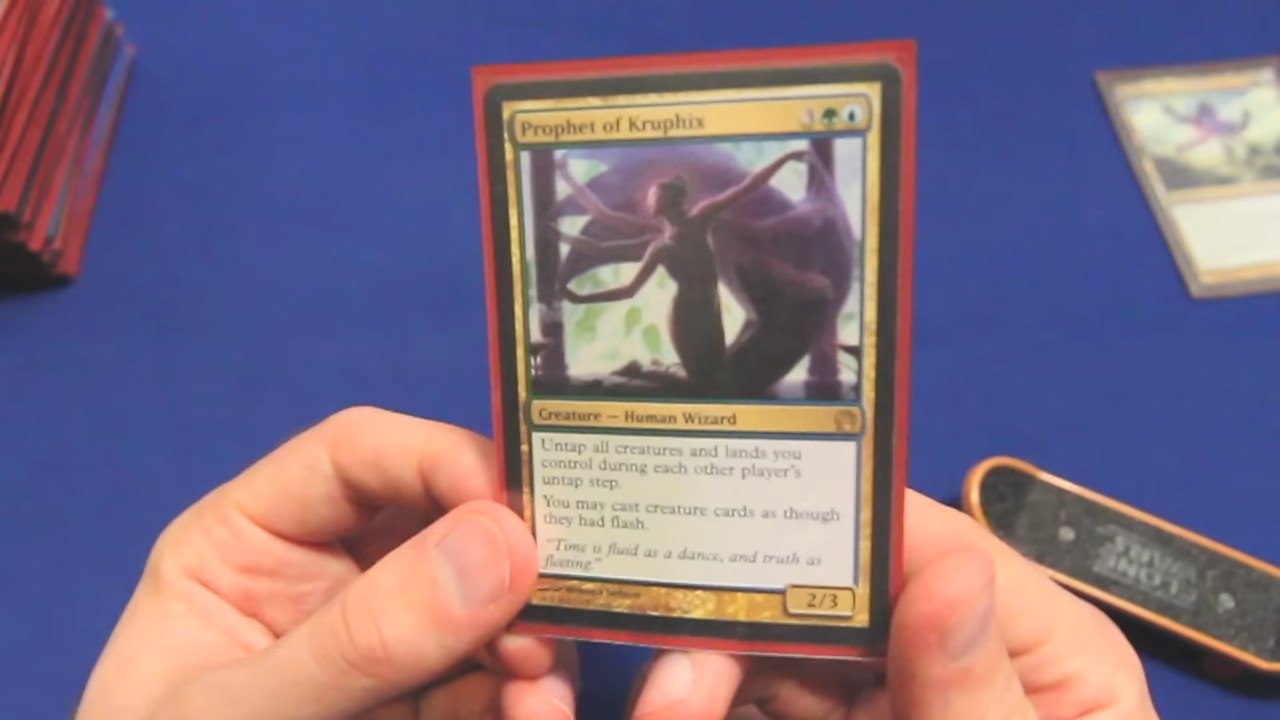 Prophet of Kruphix
3
Creature — Human Wizard
Untap all creatures and lands you
control during each other player's
untap step.
You may cast creature cards as though
they had flash.
"Time is fluid as a dance, and truth as
fleeting."
2/3